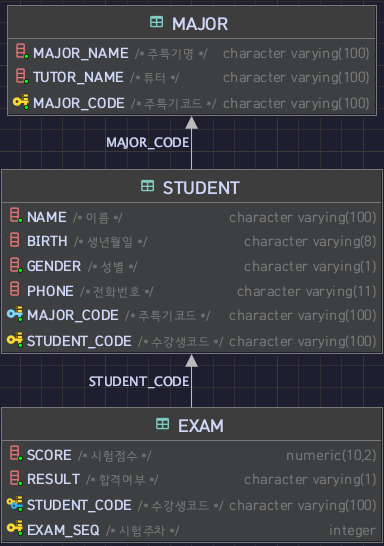 MAJOR
MAJOR_NAME /* 주특기명 */ character varying(100)
TUTOR_NAME /* 튜터 */ character varying(100)
MAJOR_CODE /* 주특기코드 */ character varying(100)
MAJOR_CODE
STUDENT
NAME /* 이름 */ character varying(100)
BIRTH /* 생년월일 */ character varying(8)
GENDER /* 성별 */ character varying(1)
PHONE /* 전화번호 */ character varying(11)
MAJOR_CODE /* 주특기코드 */ character varying(100)
STUDENT_CODE /* 수강생코드 */ character varying(100)
STUDENT_CODE
EXAM
SCORE /* 시험점수 */ numeric(10,2)
RESULT /* 합격여부 */ character varying(1)
STUDENT_CODE /* 수강생코드 */ character varying(100)
EXAM_SEQ /* 시험주차 */ integer